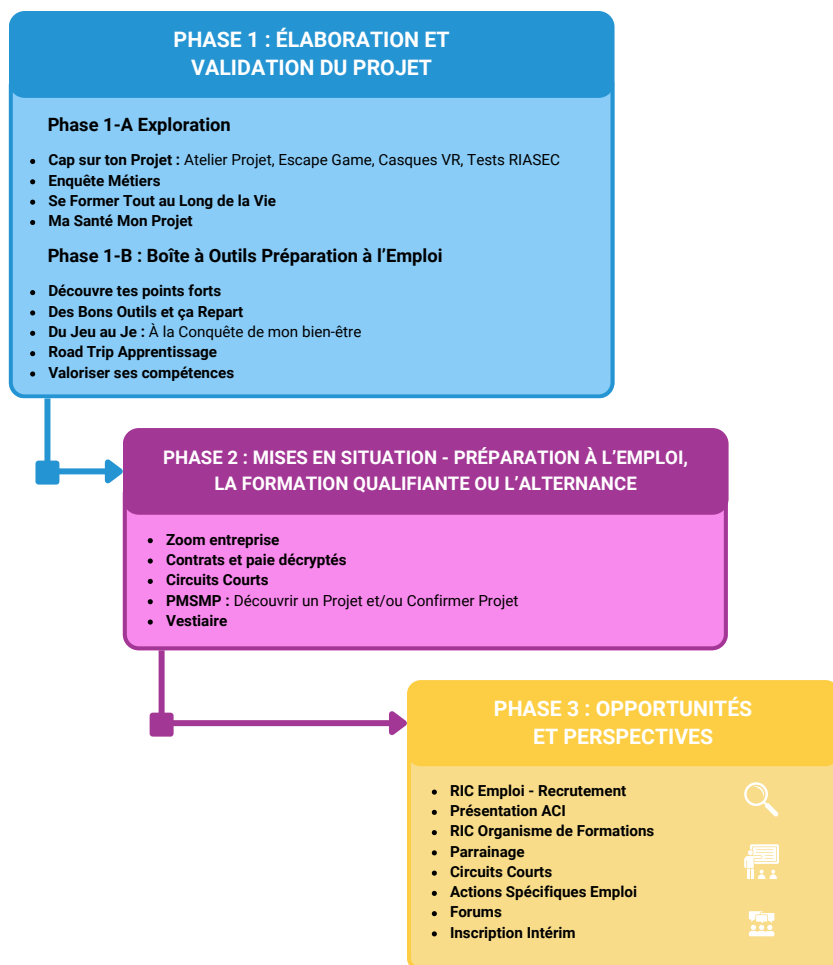 PHASE 1 : ÉLABORATION ET
VALIDATION DU PROJET
Phase 1-A Exploration
• Cap sur ton Projet : Atelier Projet, Escape Game, Casques VR, Tests RIASEC
• Enquête Métiers
• Se Former Tout au Long de la Vie
• Ma Santé Mon Projet
Phase 1-B : Boîte à Outils Préparation à l'Emploi
• Découvre tes points forts
• Des Bons Outils et ça Repart
• Du Jeu au Je : À la Conquête de mon bien-être
• Road Trip Apprentissage
• Valoriser ses compétences
PHASE 2 : MISES EN SITUATION - PRÉPARATION À L'EMPLOI,
LA FORMATION QUALIFIANTE OU L'ALTERNANCE
• Zoom entreprise
• Contrats et paie décryptés
• Circuits Courts
• PMSMP : Découvrir un Projet et/ou Confirmer Projet
• Vestiaire
PHASE 3 : OPPORTUNITÉS
ET PERSPECTIVES
• RIC Emploi - Recrutement
• Présentation ACI
• RIC Organisme de Formations
• Parrainage
• Circuits Courts
• Actions Spécifiques Emploi
• Forums
• Inscription Intérim